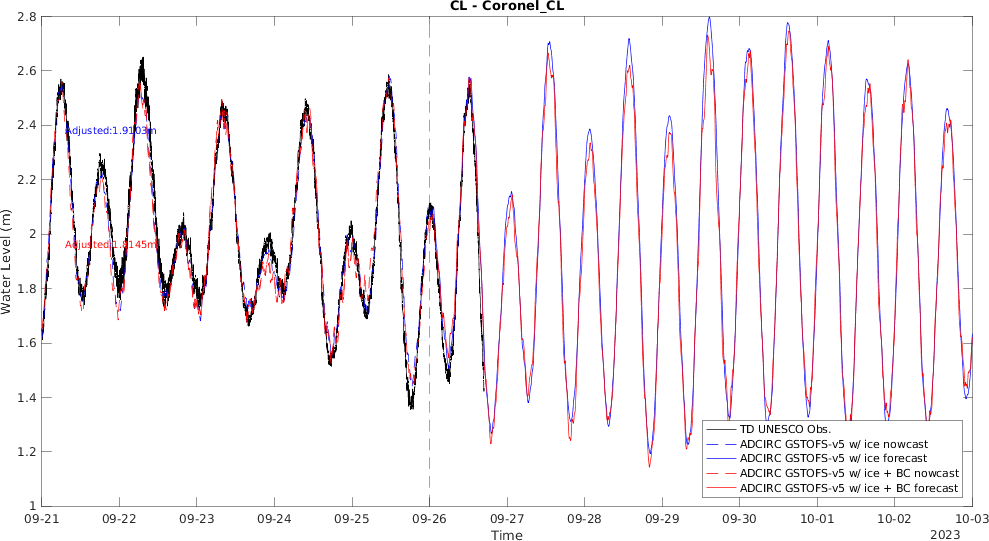 CL - Coronel_CL
2.8
2.6
2.4
2.2
2
1.8
1.6
1.4
1
Water Level (m)
Adjusted:1.9103m
Adjusted:1.8145m
TD UNESCO Obs.
ADCIRC GSTOFS-v5 w/ ice nowcast
ADCIRC GSTOFS-v5 w/ ice forecast
ADCIRC GSTOFS-v5 w/ ice + BC nowcast
ADCIRC GSTOFS-v5 w/ ice + BC forecast
09-21 09-22 09-23 09-24 09-25 09-26 09-27 09-28 09-29 09-30 10-01 10-02 10-03
Time
2023